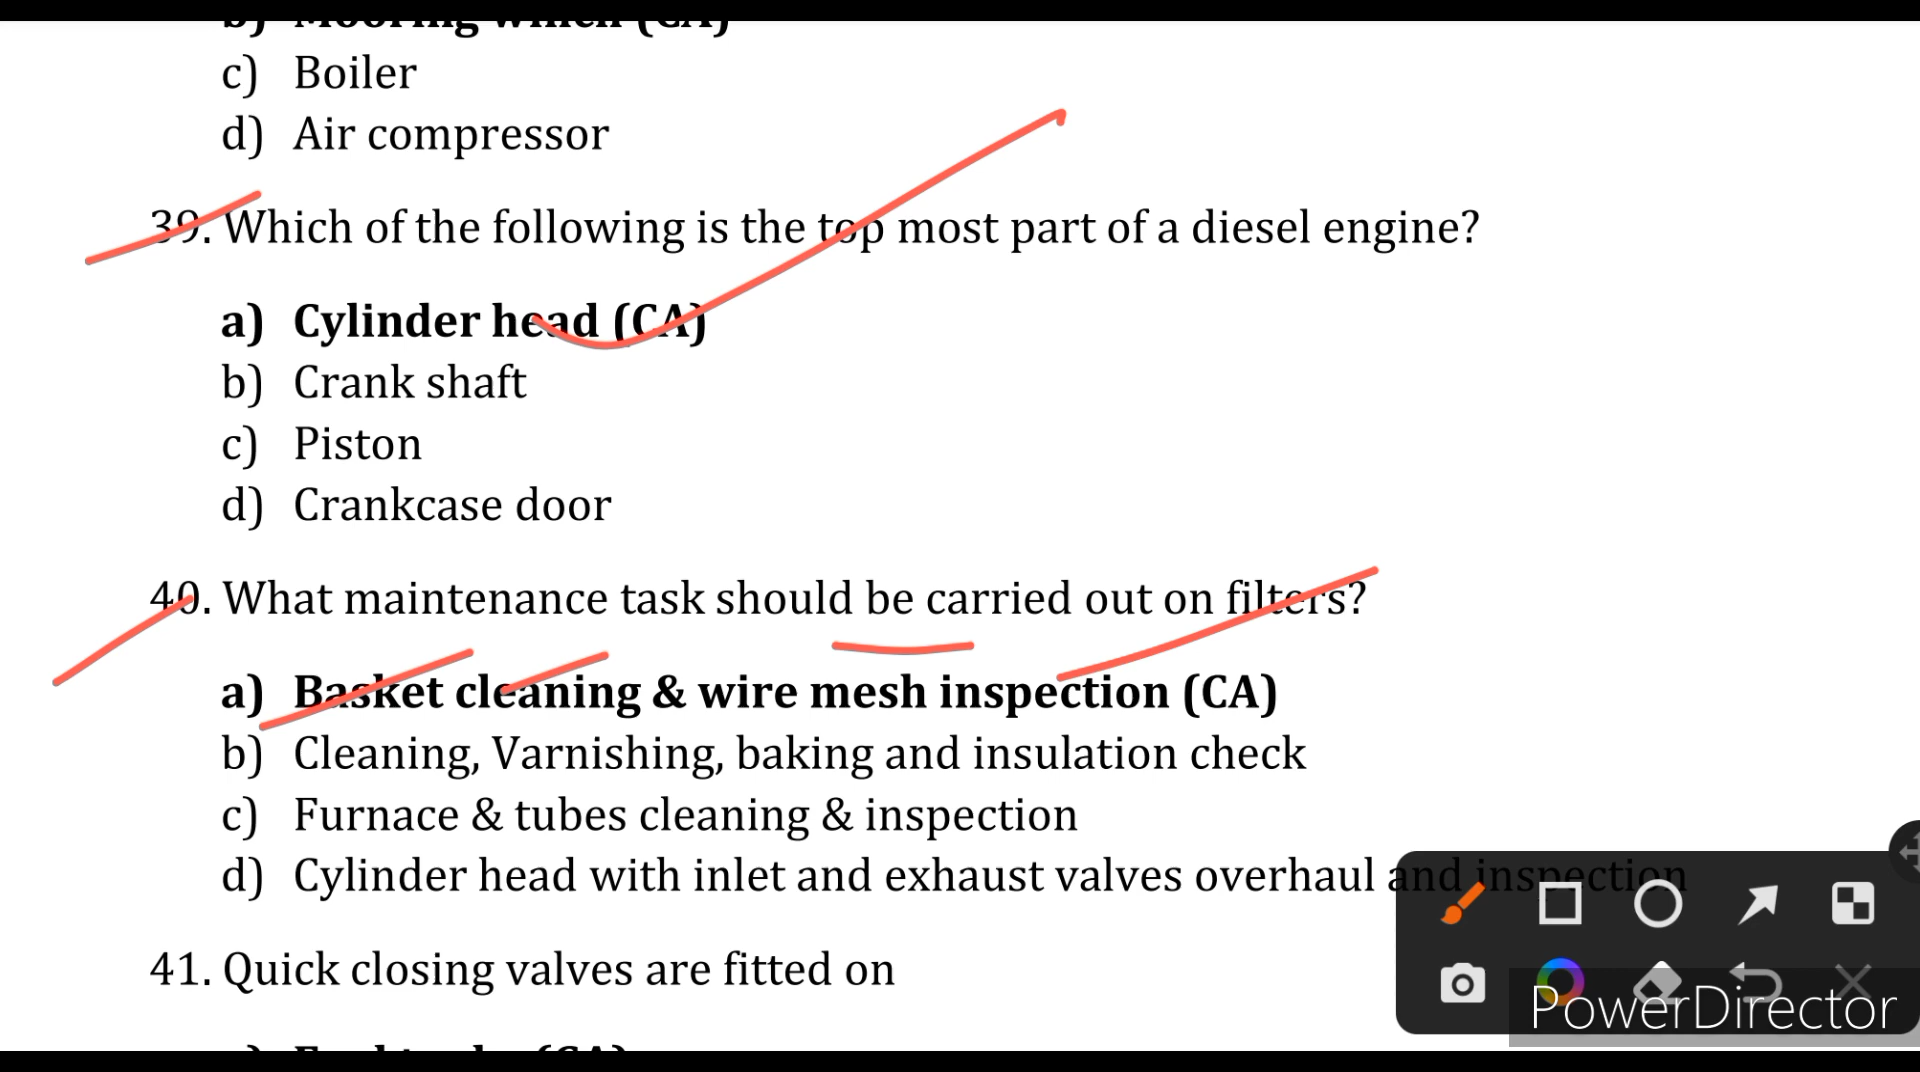 b) Mooring winch (CA)
c) Boiler
d) Air compressor
39. Which of the following is the top most part of a diesel engine?
a) Cylinder head (CA)
b) Crank shaft
c) Piston
d) Crankcase door
40. What maintenance task should be carried out on filters?
a) Basket cleaning & wire mesh inspection (CA)
b) Cleaning, Varnishing, baking and insulation check
c) Furnace & tubes cleaning & inspection
d) Cylinder head with inlet and exhaust valves overhaul and inspection
41. Quick closing valves are fitted on
PowerDirector